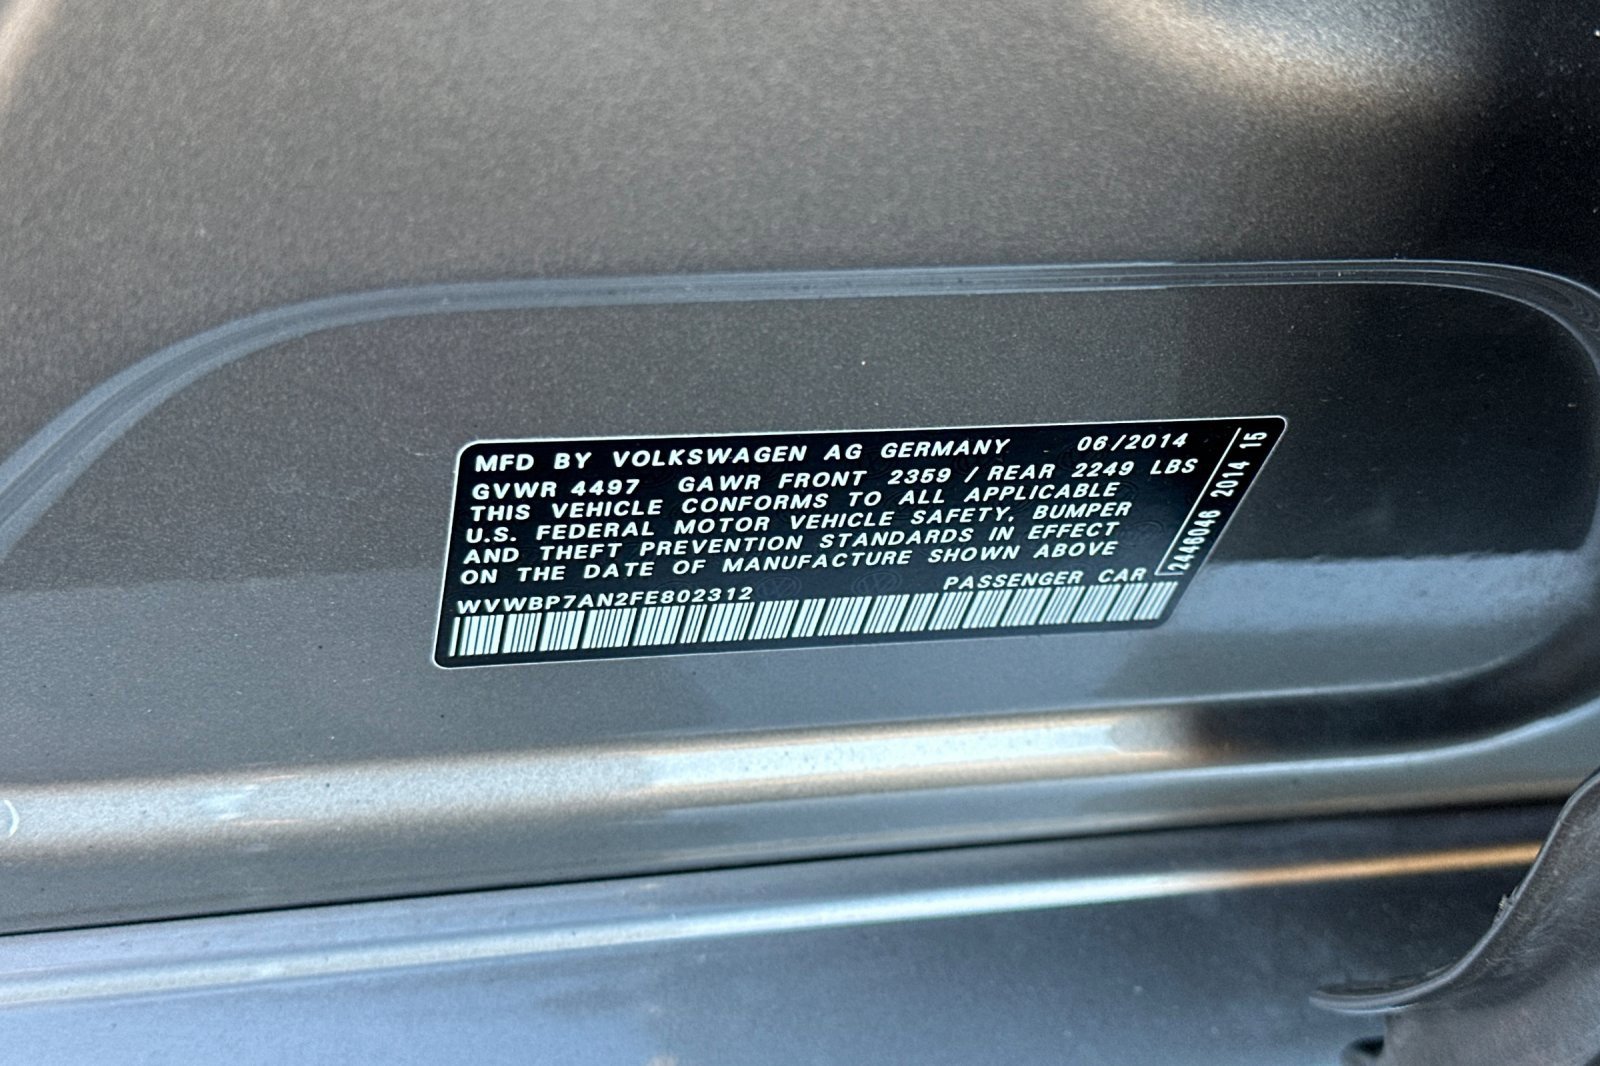 MFD BY VOLKSWAGEN AG GERMANY 06/2014
GVWR 4497 GAWR FRONT 2359 / REAR 2249 LBS
THIS VEHICLE CONFORMS TO ALL APPLICABLE
U.S. FEDERAL MOTOR VEHICLE SAFETY, BUMPER
AND THEFT PREVENTION STANDARDS IN EFFECT
ON THE DATE OF MANUFACTURE SHOWN ABOVE
PASSENGER CAR
WVWBP7AN2FE802312
2446046 2014 15